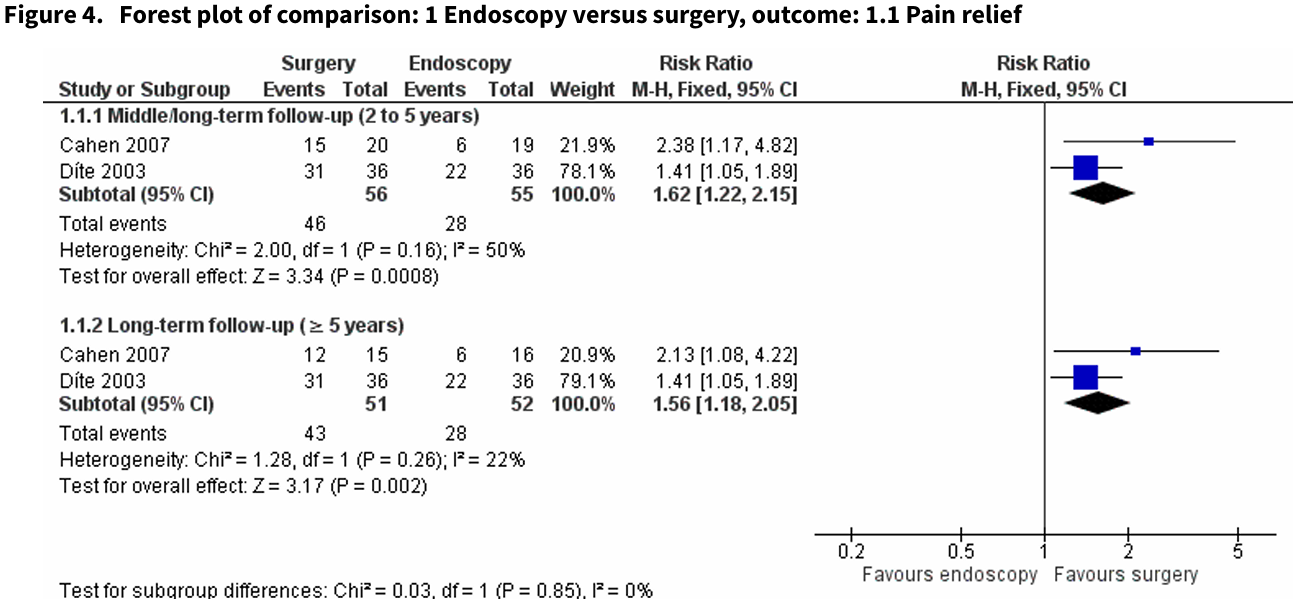 Figure 4. Forest plot of comparison: 1 Endoscopy versus surgery, outcome: 1.1 Pain relief
Surgery Endoscopy Risk Ratio Risk Ratio
Study or Subgroup Events Total Events Total Weight M-H, Fixed, 95% CI M-H, Fixed, 95% CI
1.1.1 Middle/long-term follow-up (2 to 5 years)
Cahen 2007 15 20 6 19 21.9% 2.38 [1.17, 4.82]
Díte 2003 31 36 22 36 78.1% 1.41 [1.05, 1.89]
Subtotal (95% CI) 56 55 100.0% 1.62 [1.22, 2.15]
Total events 46 28
Heterogeneity: Chi² = 2.00, df = 1 (P = 0.16); I² = 50%
Test for overall effect: Z = 3.34 (P = 0.0008)
1.1.2 Long-term follow-up (≥ 5 years)
Cahen 2007 12 15 6 16 20.9% 2.13 [1.08, 4.22]
Díte 2003 31 36 22 36 79.1% 1.41 [1.05, 1.89]
Subtotal (95% CI) 51 52 100.0% 1.56 [1.18, 2.05]
Total events 43 28
Heterogeneity: Chi² = 1.28, df = 1 (P = 0.26); I² = 22%
Test for overall effect: Z = 3.17 (P = 0.002)
0.2 0.5 1 2 5
Favours endoscopy Favours surgery
Test for subgroup differences: Chi² = 0.03, df = 1 (P = 0.85), I² = 0%